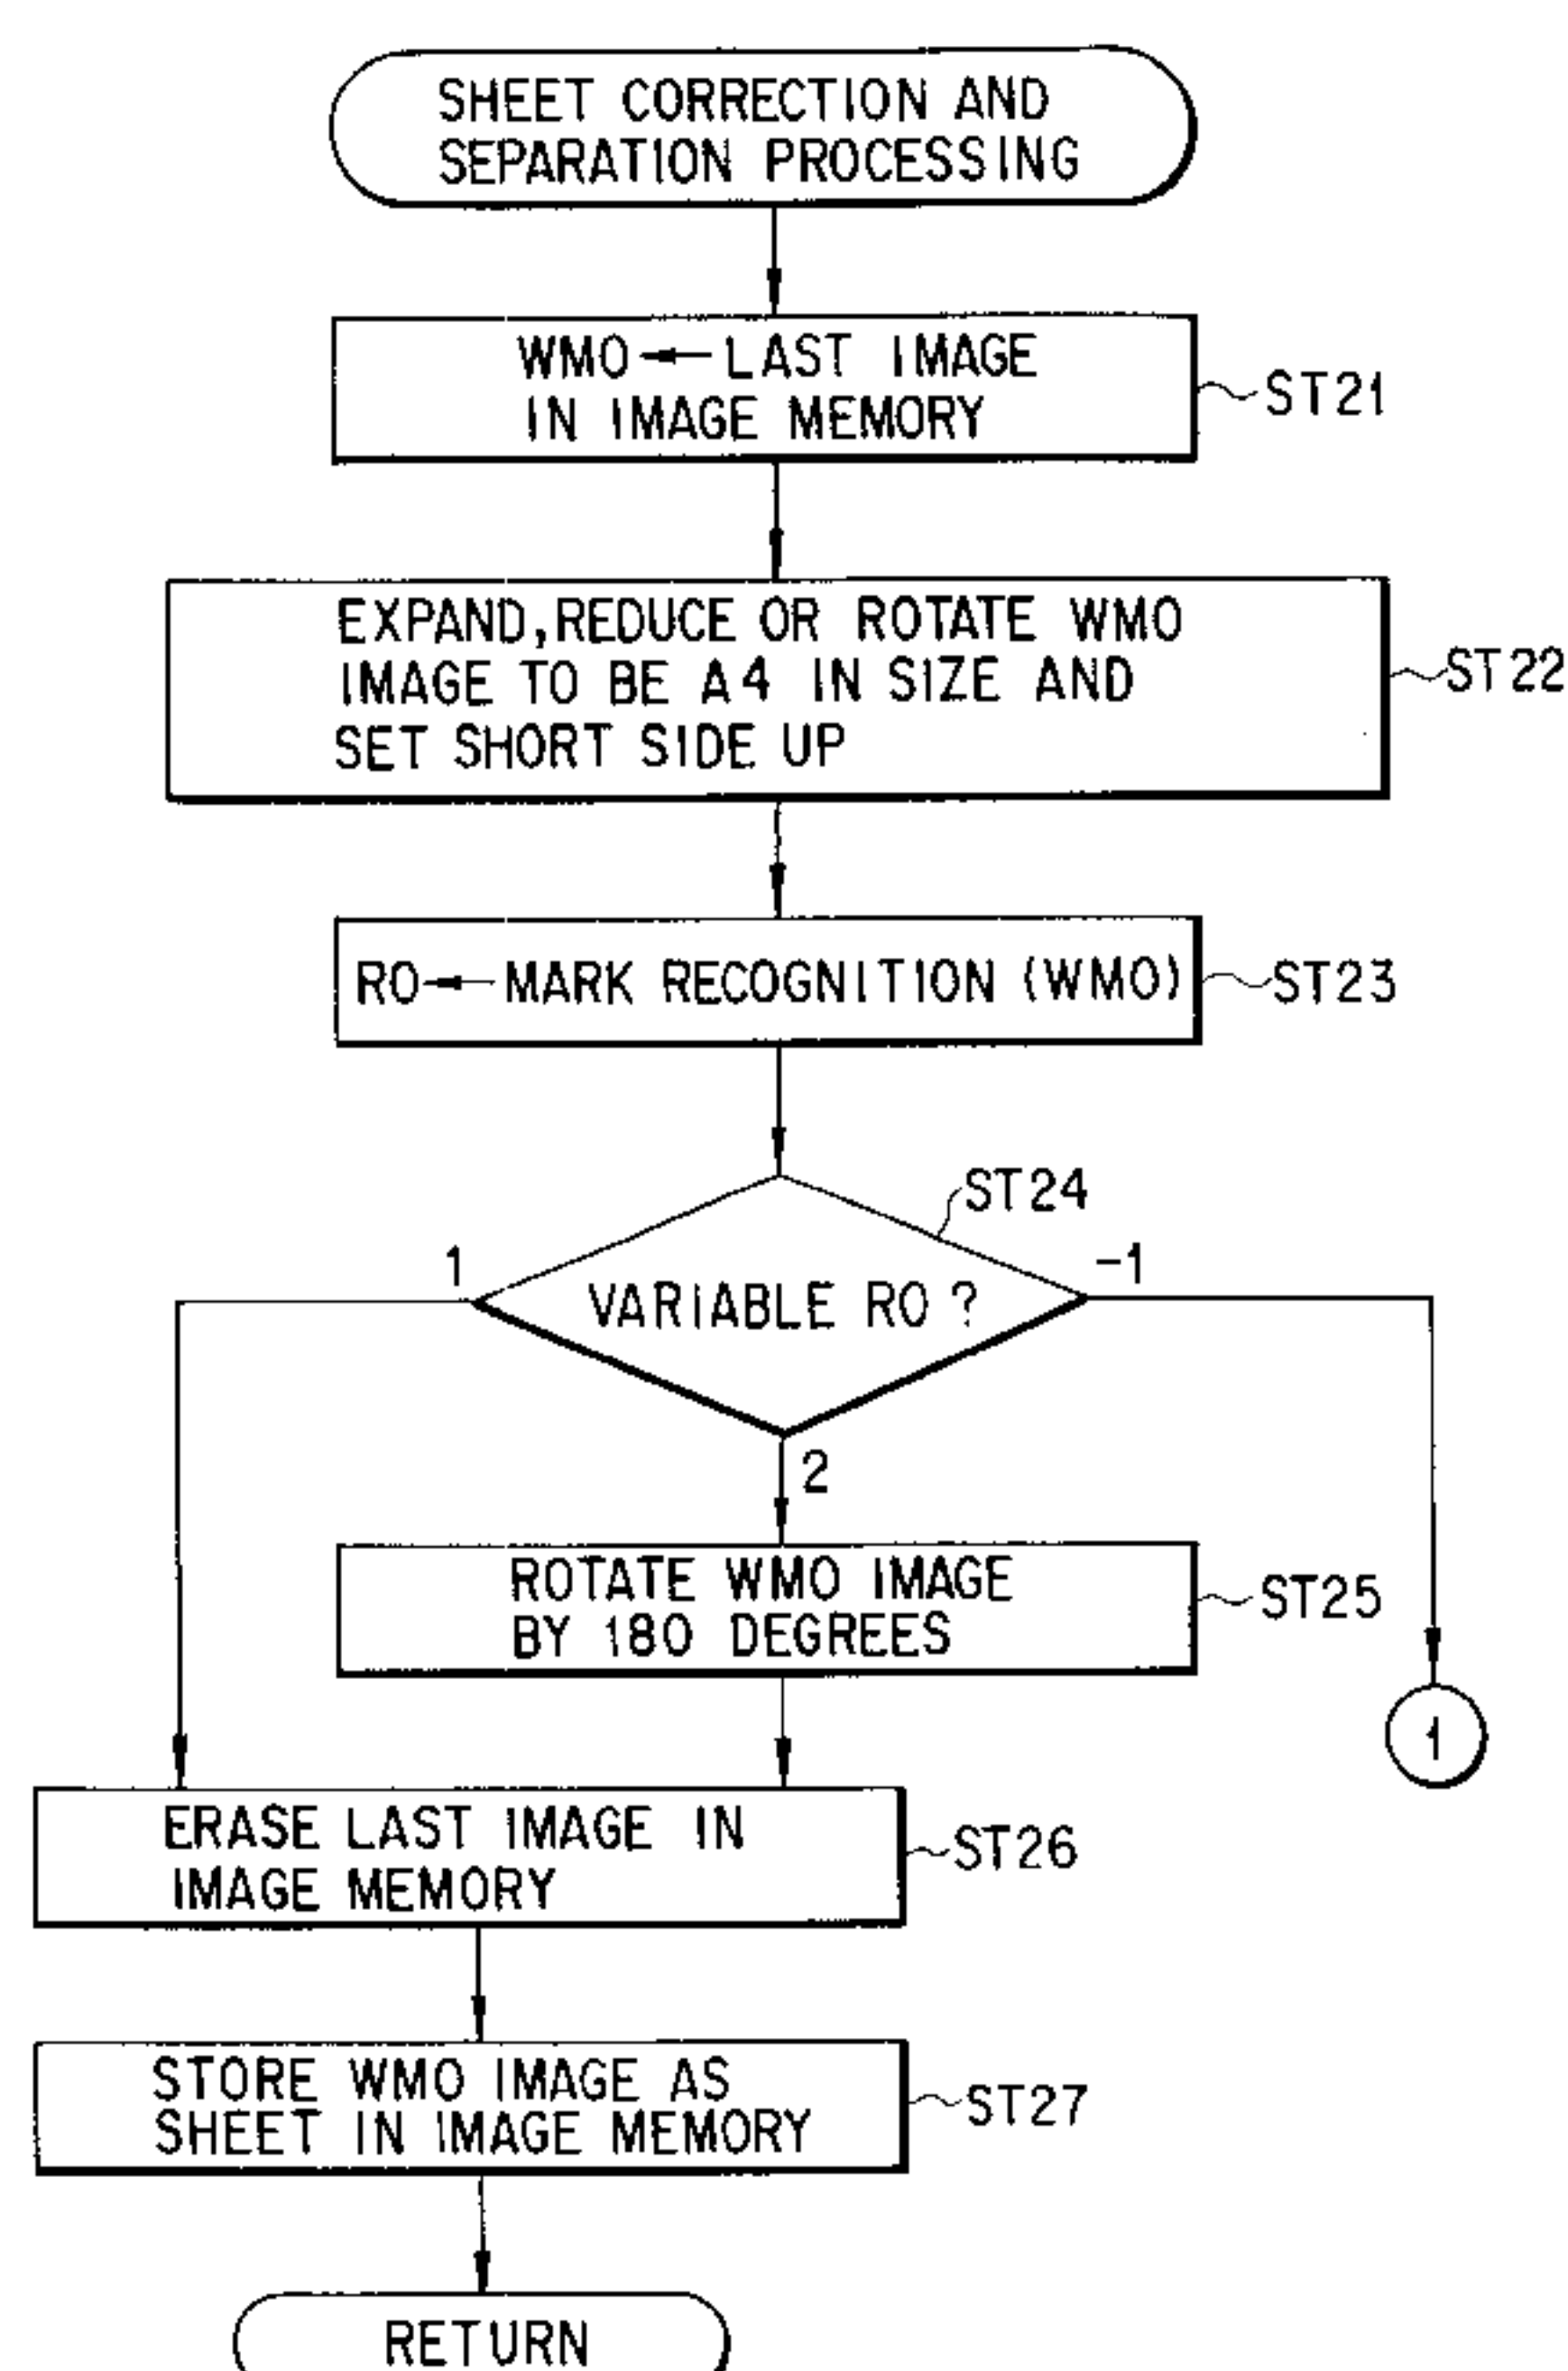 SHEET CORRECTION AND
SEPARATION PROCESSING
WMO ← LAST IMAGE
IN IMAGE MEMORY
ST21
EXPAND, REDUCE OR ROTATE WMO
IMAGE TO BE A4 IN SIZE AND
SET SHORT SIDE UP
ST22
RO ← MARK RECOGNITION (WMO)
ST23
ST24
1
-1
VARIABLE RO ?
2
ROTATE WMO IMAGE
BY 180 DEGREES
ST25
1
ERASE LAST IMAGE IN
IMAGE MEMORY
ST26
STORE WMO IMAGE AS
SHEET IN IMAGE MEMORY
ST27
RETURN